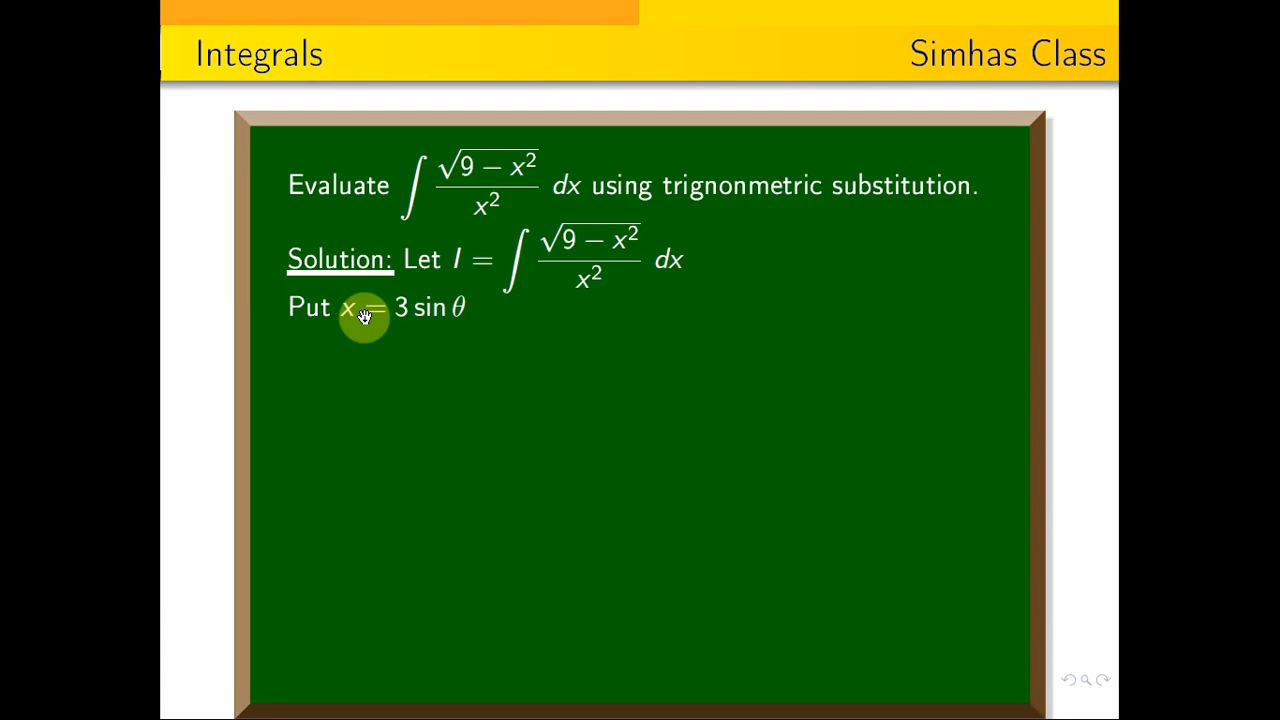 Integrals Simhas Class
Evaluate ∫ √(9 − x²) / x² dx using trignonmetric substitution.
Solution: Let I = ∫ √(9 − x²) / x² dx
Put x = 3 sin θ